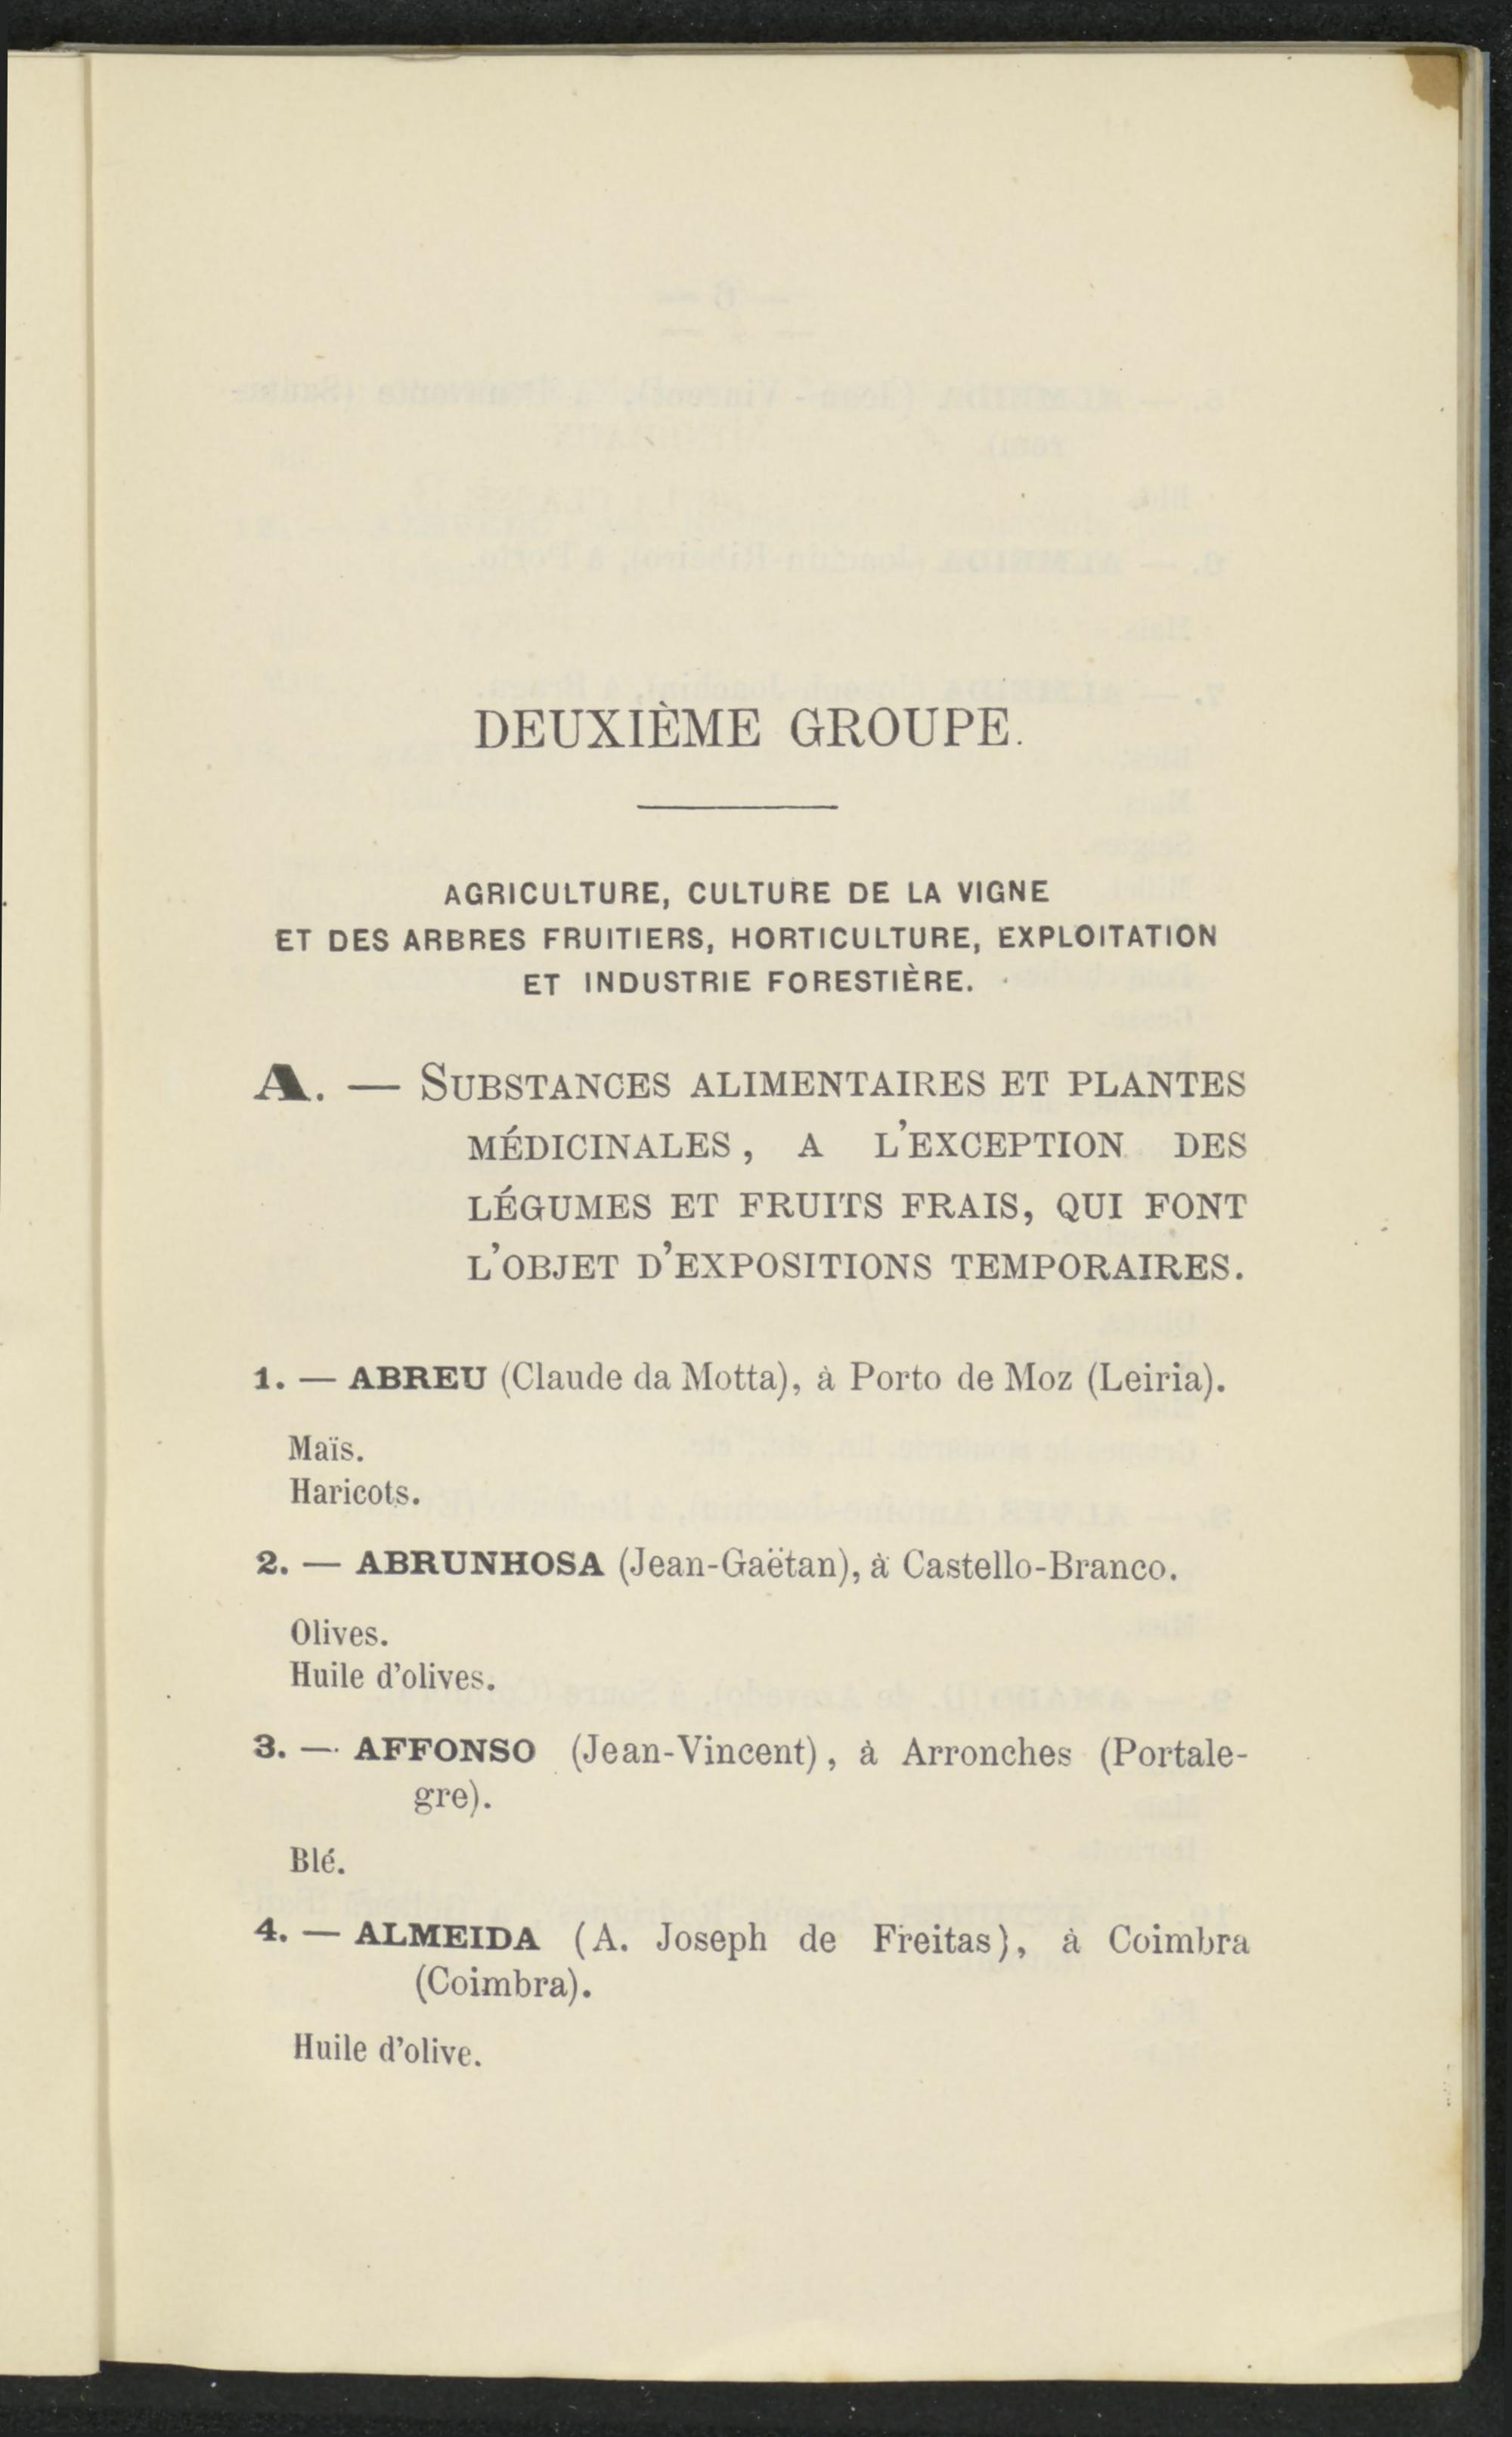 DEUXIÈME GROUPE.
AGRICULTURE, CULTURE DE LA VIGNE
ET DES ARBRES FRUITIERS, HORTICULTURE, EXPLOITATION
ET INDUSTRIE FORESTIÈRE.
A. — SUBSTANCES ALIMENTAIRES ET PLANTES
MÉDICINALES, A L'EXCEPTION DES
LÉGUMES ET FRUITS FRAIS, QUI FONT
L'OBJET D'EXPOSITIONS TEMPORAIRES.
1. — ABREU (Claude da Motta), à Porto de Moz (Leiria).
Maïs.
Haricots.
2. — ABRUNHOSA (Jean-Gaëtan), à Castello-Branco.
Olives.
Huile d'olives.
3. — AFFONSO (Jean-Vincent), à Arronches (Portale-
gre).
Blé.
4. — ALMEIDA (A. Joseph de Freitas), à Coimbra
(Coimbra).
Huile d'olive.